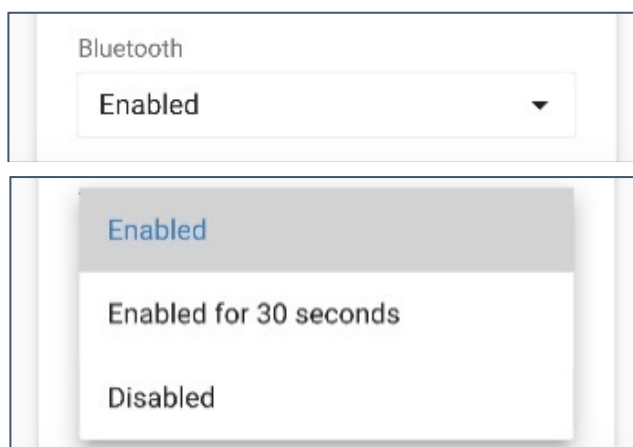 Bluetooth
Enabled
Enabled
Enabled for 30 seconds
Disabled